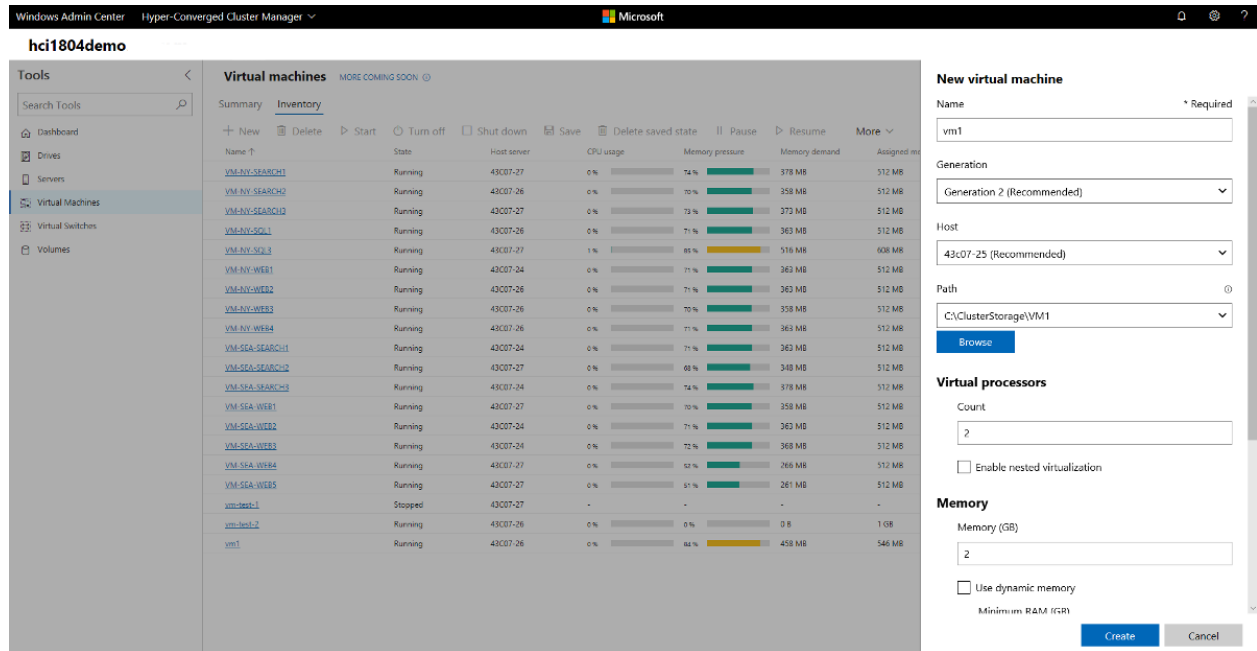 Windows Admin Center Hyper-Converged Cluster Manager Microsoft ?
hci1804demo
Tools
Search Tools
Dashboard
Drives
Servers
Virtual Machines
Virtual Switches
Volumes
Virtual machines MORE COMING SOON
Summary Inventory
New Delete Start Turn off Shut down Save Delete saved state Pause Resume More
Name State Host server CPU usage Memory pressure Memory demand Assigned me
VM-NY-SEARCH1 Running 43C07-27 0 % 74 % 378 MB 512 MB
VM-NY-SEARCH2 Running 43C07-26 0 % 70 % 358 MB 512 MB
VM-NY-SEARCH3 Running 43C07-27 0 % 73 % 373 MB 512 MB
VM-NY-SQL1 Running 43C07-26 0 % 71 % 363 MB 512 MB
VM-NY-SQL3 Running 43C07-27 1 % 85 % 516 MB 608 MB
VM-NY-WEB1 Running 43C07-24 0 % 71 % 363 MB 512 MB
VM-NY-WEB2 Running 43C07-26 0 % 71 % 363 MB 512 MB
VM-NY-WEB3 Running 43C07-26 0 % 70 % 358 MB 512 MB
VM-NY-WEB4 Running 43C07-26 0 % 71 % 363 MB 512 MB
VM-SEA-SEARCH1 Running 43C07-24 0 % 71 % 363 MB 512 MB
VM-SEA-SEARCH2 Running 43C07-27 0 % 68 % 348 MB 512 MB
VM-SEA-SEARCH3 Running 43C07-24 0 % 74 % 378 MB 512 MB
VM-SEA-WEB1 Running 43C07-27 0 % 70 % 358 MB 512 MB
VM-SEA-WEB2 Running 43C07-24 0 % 71 % 363 MB 512 MB
VM-SEA-WEB3 Running 43C07-24 0 % 72 % 368 MB 512 MB
VM-SEA-WEB4 Running 43C07-27 0 % 52 % 266 MB 512 MB
VM-SEA-WEB5 Running 43C07-27 0 % 51 % 261 MB 512 MB
vm-test-1 Stopped 43C07-27 - - - -
vm-test-2 Running 43C07-26 0 % 0 % 0 B 1 GB
vm1 Running 43C07-26 0 % 84 % 458 MB 546 MB
New virtual machine
Name * Required
vm1
Generation
Generation 2 (Recommended)
Host
43c07-25 (Recommended)
Path
C:\ClusterStorage\VM1
Browse
Virtual processors
Count
2
Enable nested virtualization
Memory
Memory (GB)
2
Use dynamic memory
Minimum RAM (GB)
Create Cancel